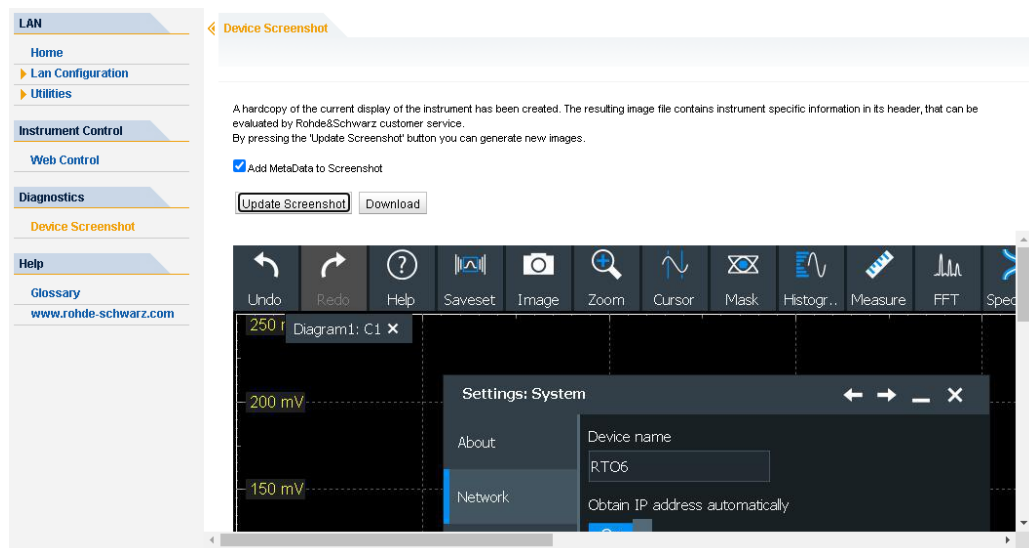 LAN
Home
Lan Configuration
Utilities
Instrument Control
Web Control
Diagnostics
Device Screenshot
Help
Glossary
www.rohde-schwarz.com
Device Screenshot
A hardcopy of the current display of the instrument has been created. The resulting image file contains instrument specific information in its header, that can be
evaluated by Rohde&Schwarz customer service.
By pressing the 'Update Screenshot' button you can generate new images.
Add MetaData to Screenshot
Update Screenshot Download
Undo Redo Help Saveset Image Zoom Cursor Mask Histogr.. Measure FFT Spec
250 Diagram1: C1
200 mV
150 mV
Settings: System
About
Network
Device name
RTO6
Obtain IP address automatically